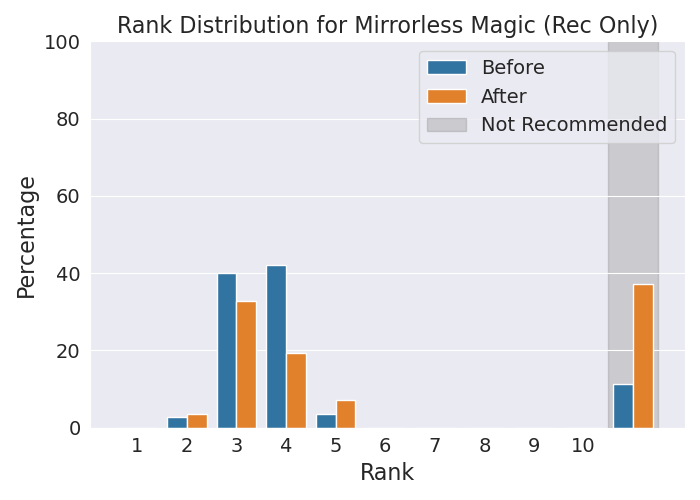 Rank Distribution for Mirrorless Magic (Rec Only)
100
80
60
40
20
0
Percentage
Before
After
Not Recommended
1 2 3 4 5 6 7 8 9 10
Rank